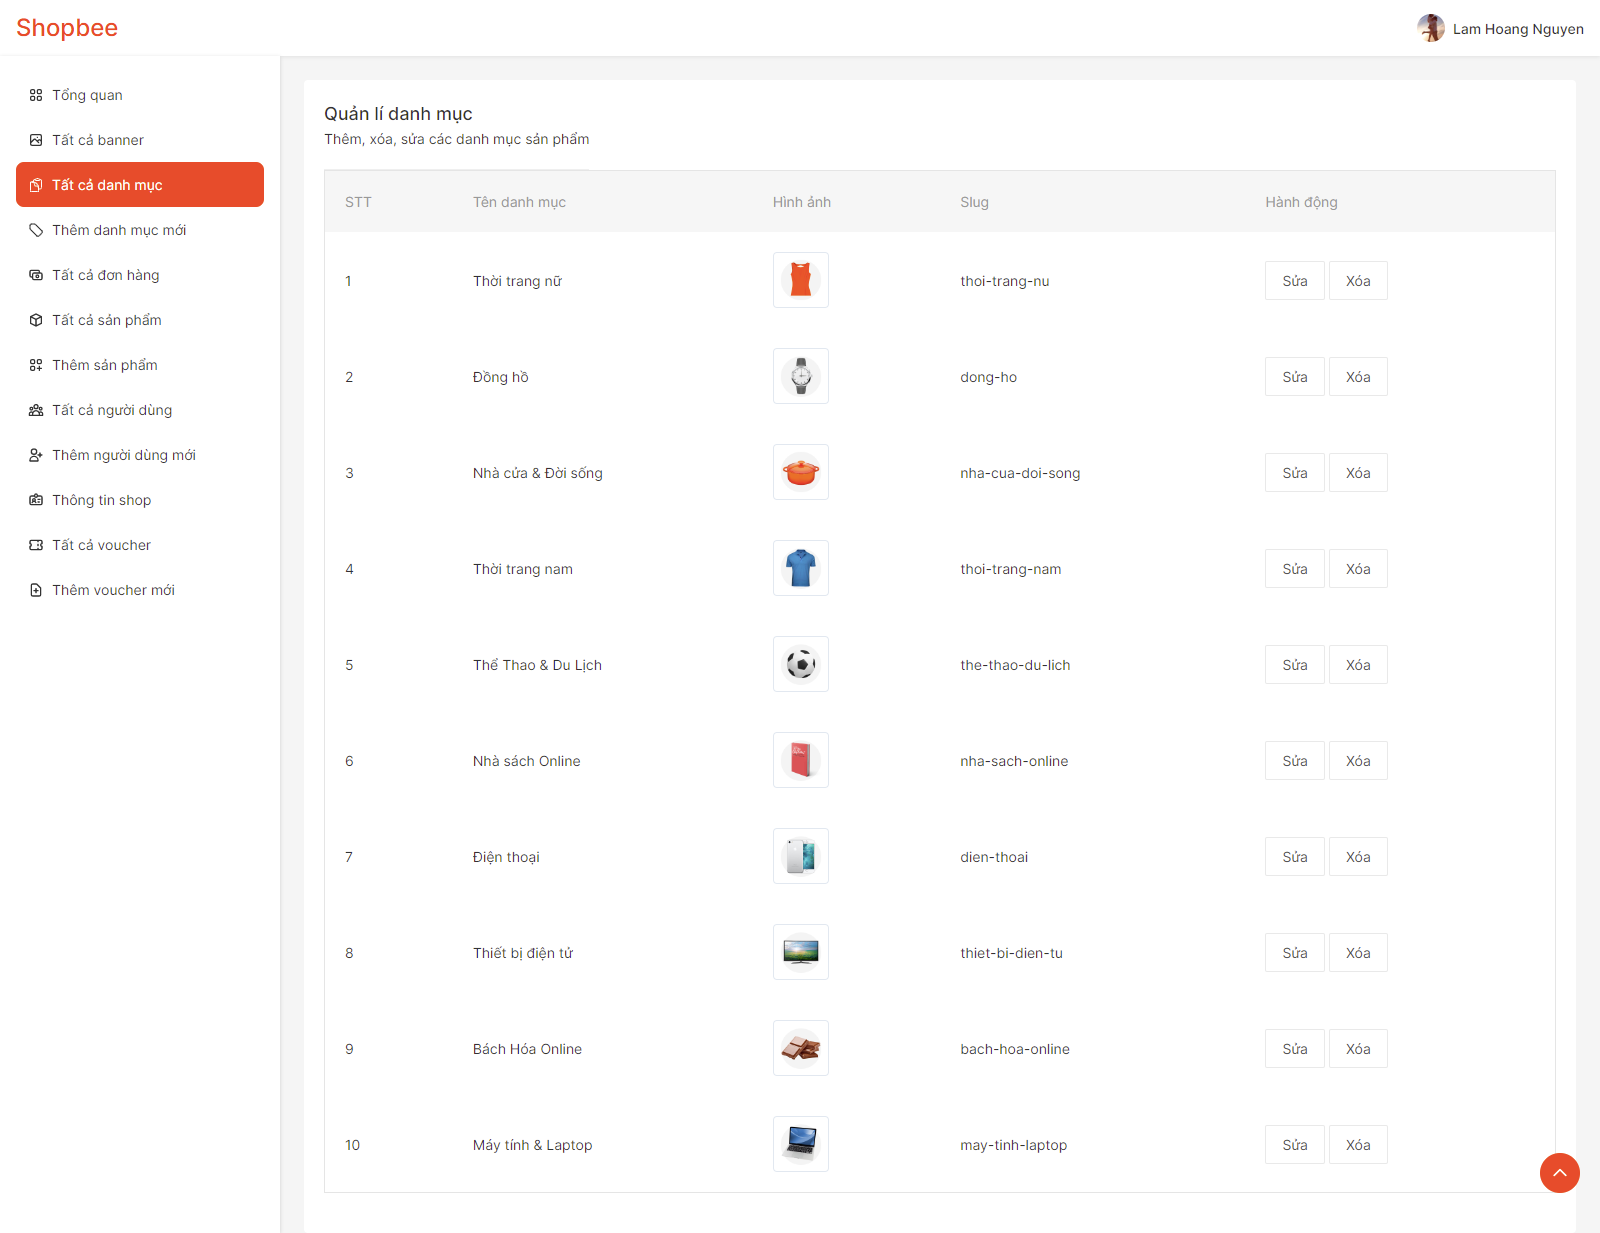 Shopbee
Lam Hoang Nguyen
Tổng quan
Tất cả banner
Tất cả danh mục
Thêm danh mục mới
Tất cả đơn hàng
Tất cả sản phẩm
Thêm sản phẩm
Tất cả người dùng
Thêm người dùng mới
Thông tin shop
Tất cả voucher
Thêm voucher mới
Quản lí danh mục
Thêm, xóa, sửa các danh mục sản phẩm
STT Tên danh mục Hình ảnh Slug Hành động
1 Thời trang nữ thoi-trang-nu Sửa Xóa
2 Đồng hồ dong-ho Sửa Xóa
3 Nhà cửa & Đời sống nha-cua-doi-song Sửa Xóa
4 Thời trang nam thoi-trang-nam Sửa Xóa
5 Thể Thao & Du Lịch the-thao-du-lich Sửa Xóa
6 Nhà sách Online nha-sach-online Sửa Xóa
7 Điện thoại dien-thoai Sửa Xóa
8 Thiết bị điện tử thiet-bi-dien-tu Sửa Xóa
9 Bách Hóa Online bach-hoa-online Sửa Xóa
10 Máy tính & Laptop may-tinh-laptop Sửa Xóa